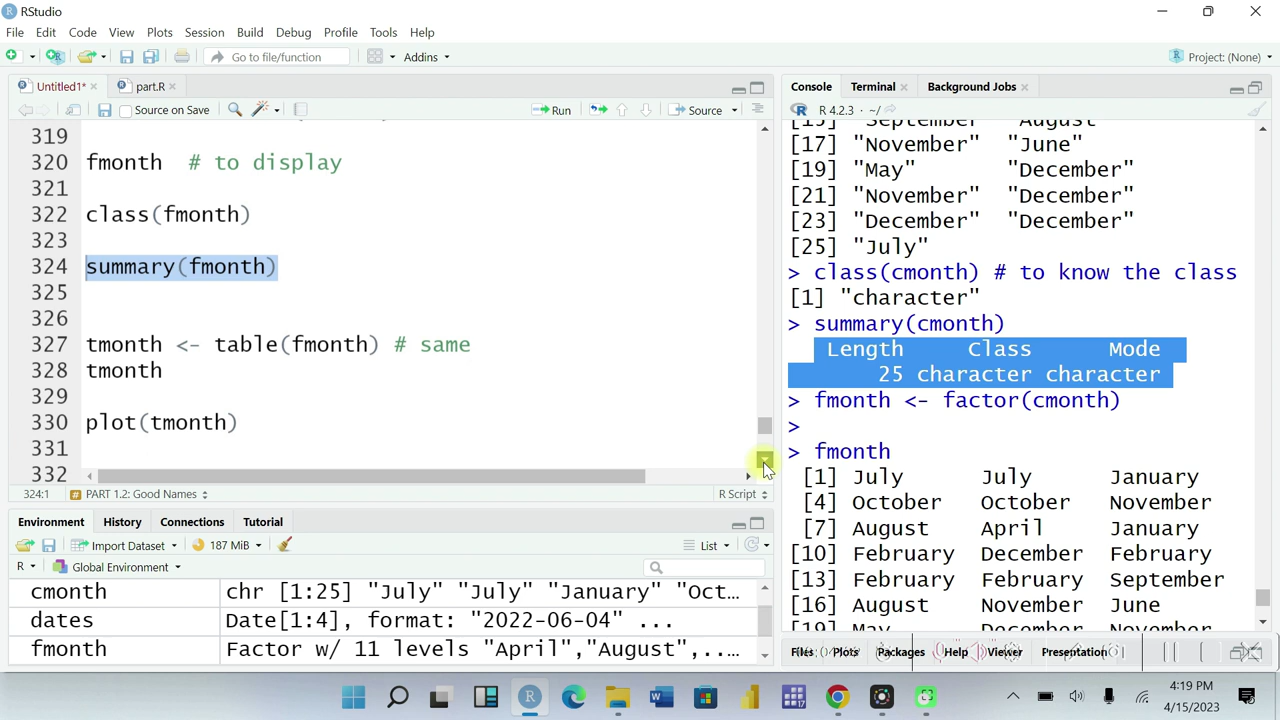 RStudio
File Edit Code View Plots Session Build Debug Profile Tools Help
Go to file/function Addins Project: (None)
Untitled1* part.R
Source on Save Run Source
319
320 fmonth # to display
321
322 class(fmonth)
323
324 summary(fmonth)
325
326
327 tmonth <- table(fmonth) # same
328 tmonth
329
330 plot(tmonth)
331
332
324:1 # PART 1.2: Good Names R Script
Environment History Connections Tutorial
Import Dataset 187 MiB List
R Global Environment
cmonth chr [1:25] "July" "July" "January" "Oct...
dates Date[1:4], format: "2022-06-04" ...
fmonth Factor w/ 11 levels "April","August",..…
Console Terminal Background Jobs
R 4.2.3 · ~/
[15] "September" "August"
[17] "November" "June"
[19] "May" "December"
[21] "November" "December"
[23] "December" "December"
[25] "July"
> class(cmonth) # to know the class
[1] "character"
> summary(cmonth)
Length Class Mode
25 character character
> fmonth <- factor(cmonth)
>
> fmonth
[1] July July January
[4] October October November
[7] August April January
[10] February December February
[13] February February September
[16] August November June
[19] May December November
Files Plots Packages Help Viewer Presentation
4:19 PM
4/15/2023